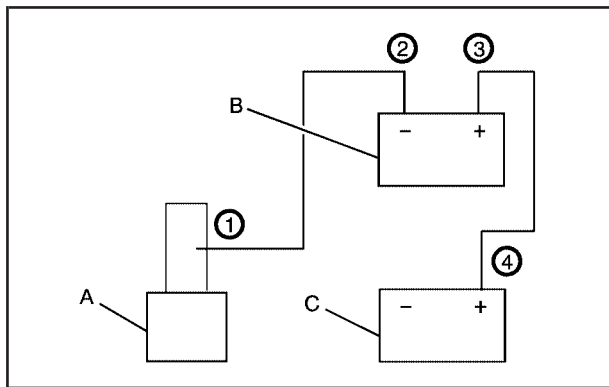 ② ③
B
− +
①
④
A
C
− +